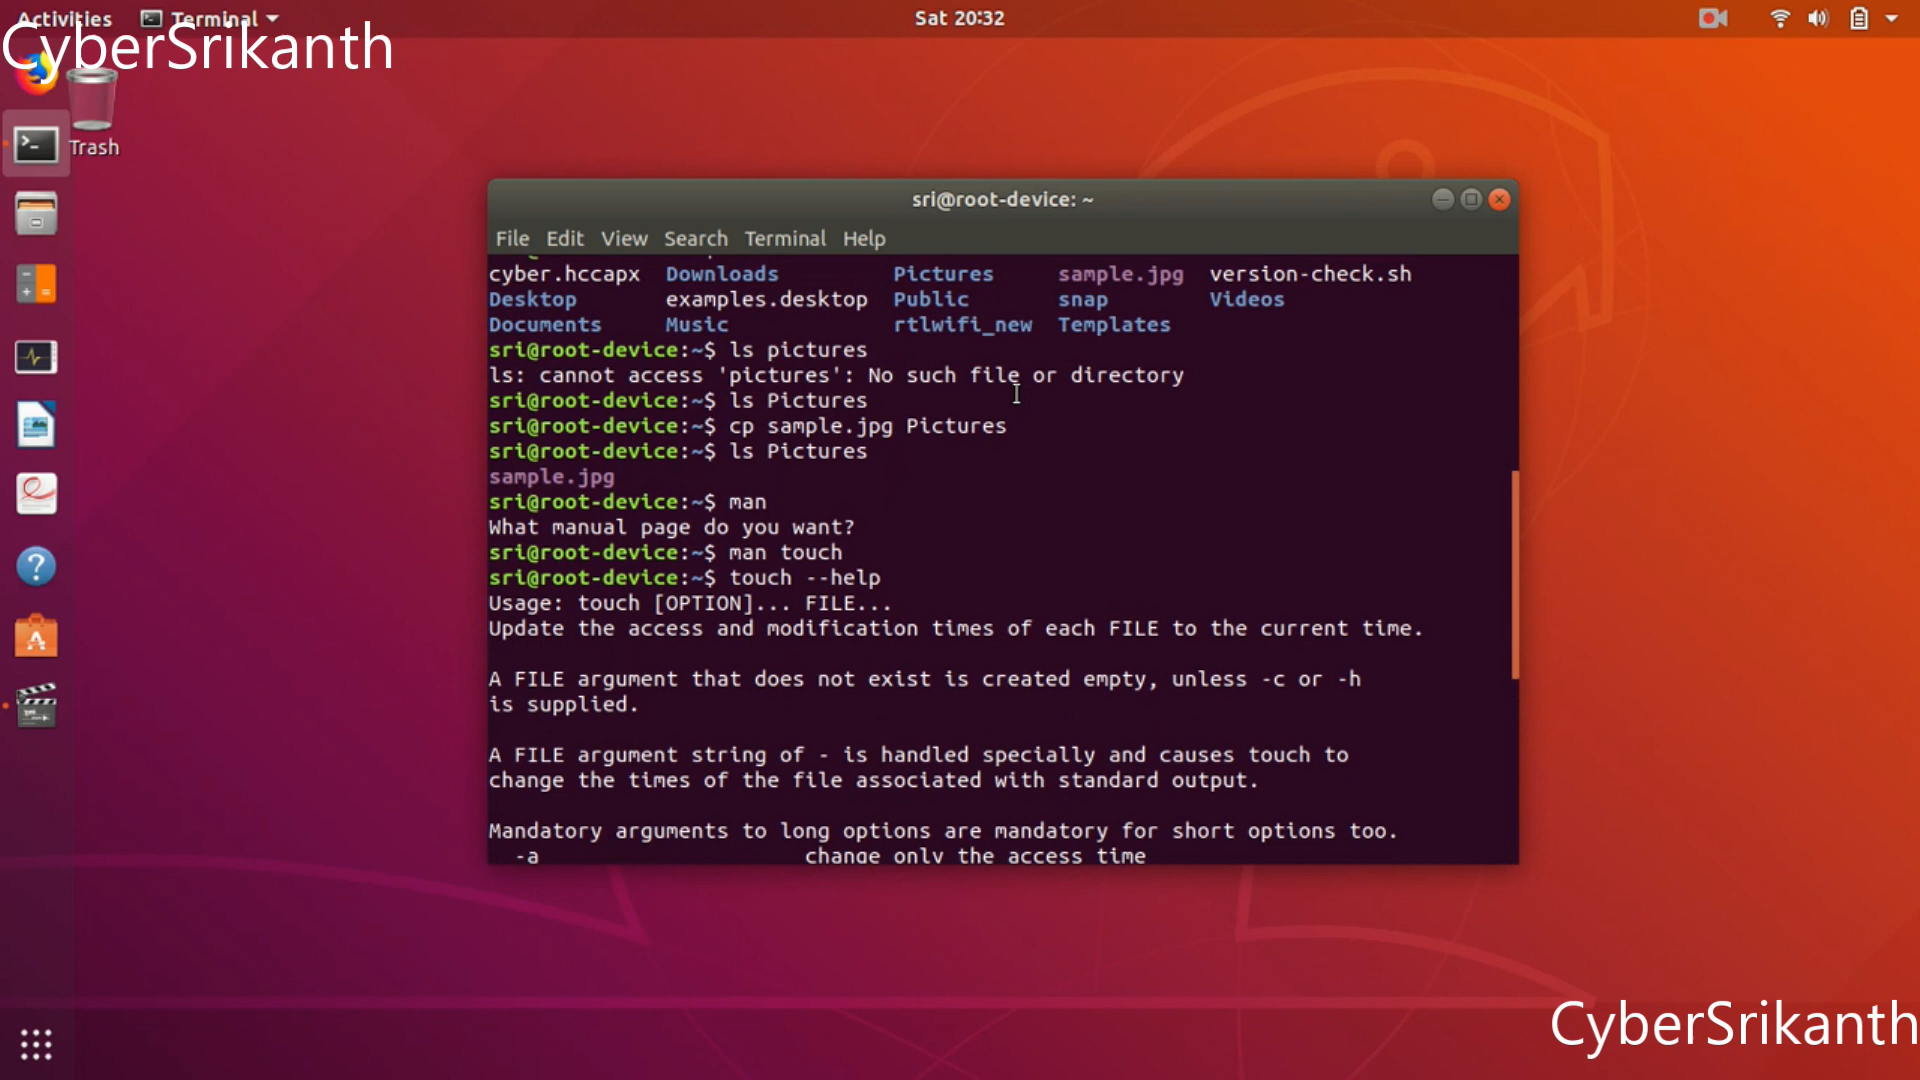 Activities Terminal Sat 20:32
CyberSrikanth
Trash
sri@root-device: ~
File Edit View Search Terminal Help
cyber.hccapx Downloads Pictures sample.jpg version-check.sh
Desktop examples.desktop Public snap Videos
Documents Music rtlwifi_new Templates
sri@root-device:~$ ls pictures
ls: cannot access 'pictures': No such file or directory
sri@root-device:~$ ls Pictures
sri@root-device:~$ cp sample.jpg Pictures
sri@root-device:~$ ls Pictures
sample.jpg
sri@root-device:~$ man
What manual page do you want?
sri@root-device:~$ man touch
sri@root-device:~$ touch --help
Usage: touch [OPTION]... FILE...
Update the access and modification times of each FILE to the current time.
A FILE argument that does not exist is created empty, unless -c or -h
is supplied.
A FILE argument string of - is handled specially and causes touch to
change the times of the file associated with standard output.
Mandatory arguments to long options are mandatory for short options too.
-a change only the access time
CyberSrikanth